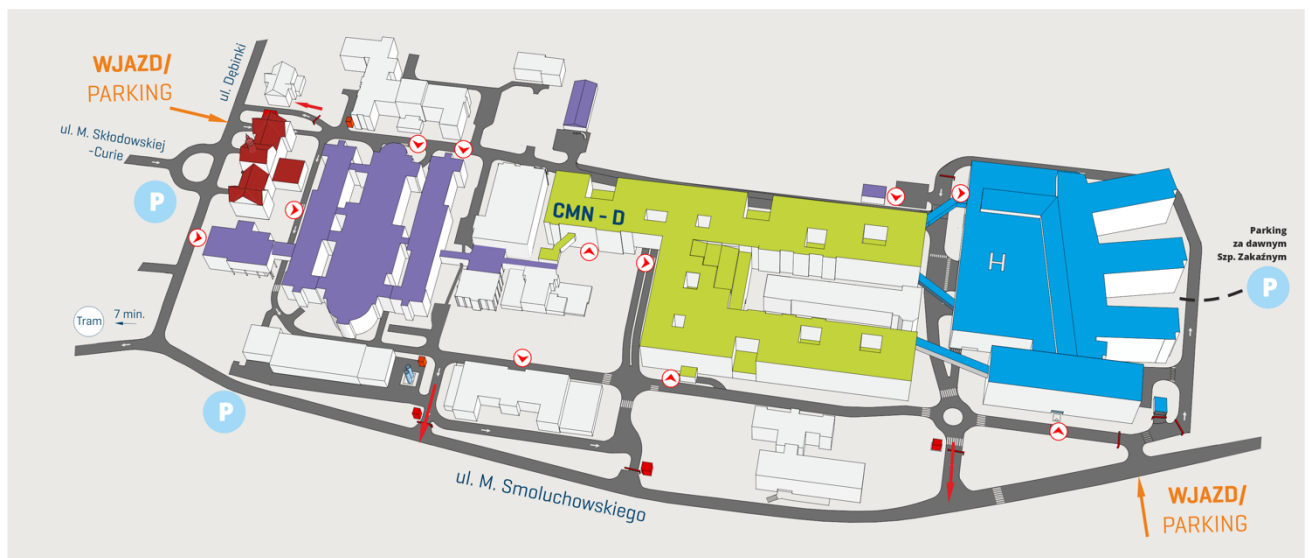 WJAZD/
PARKING
ul. Dębinki
ul. M. Skłodowskiej
-Curie
P
CMN - D
H
Parking
za dawnym
Szp. Zakaźnym
P
Tram
7 min.
P
ul. M. Smoluchowskiego
WJAZD/
PARKING